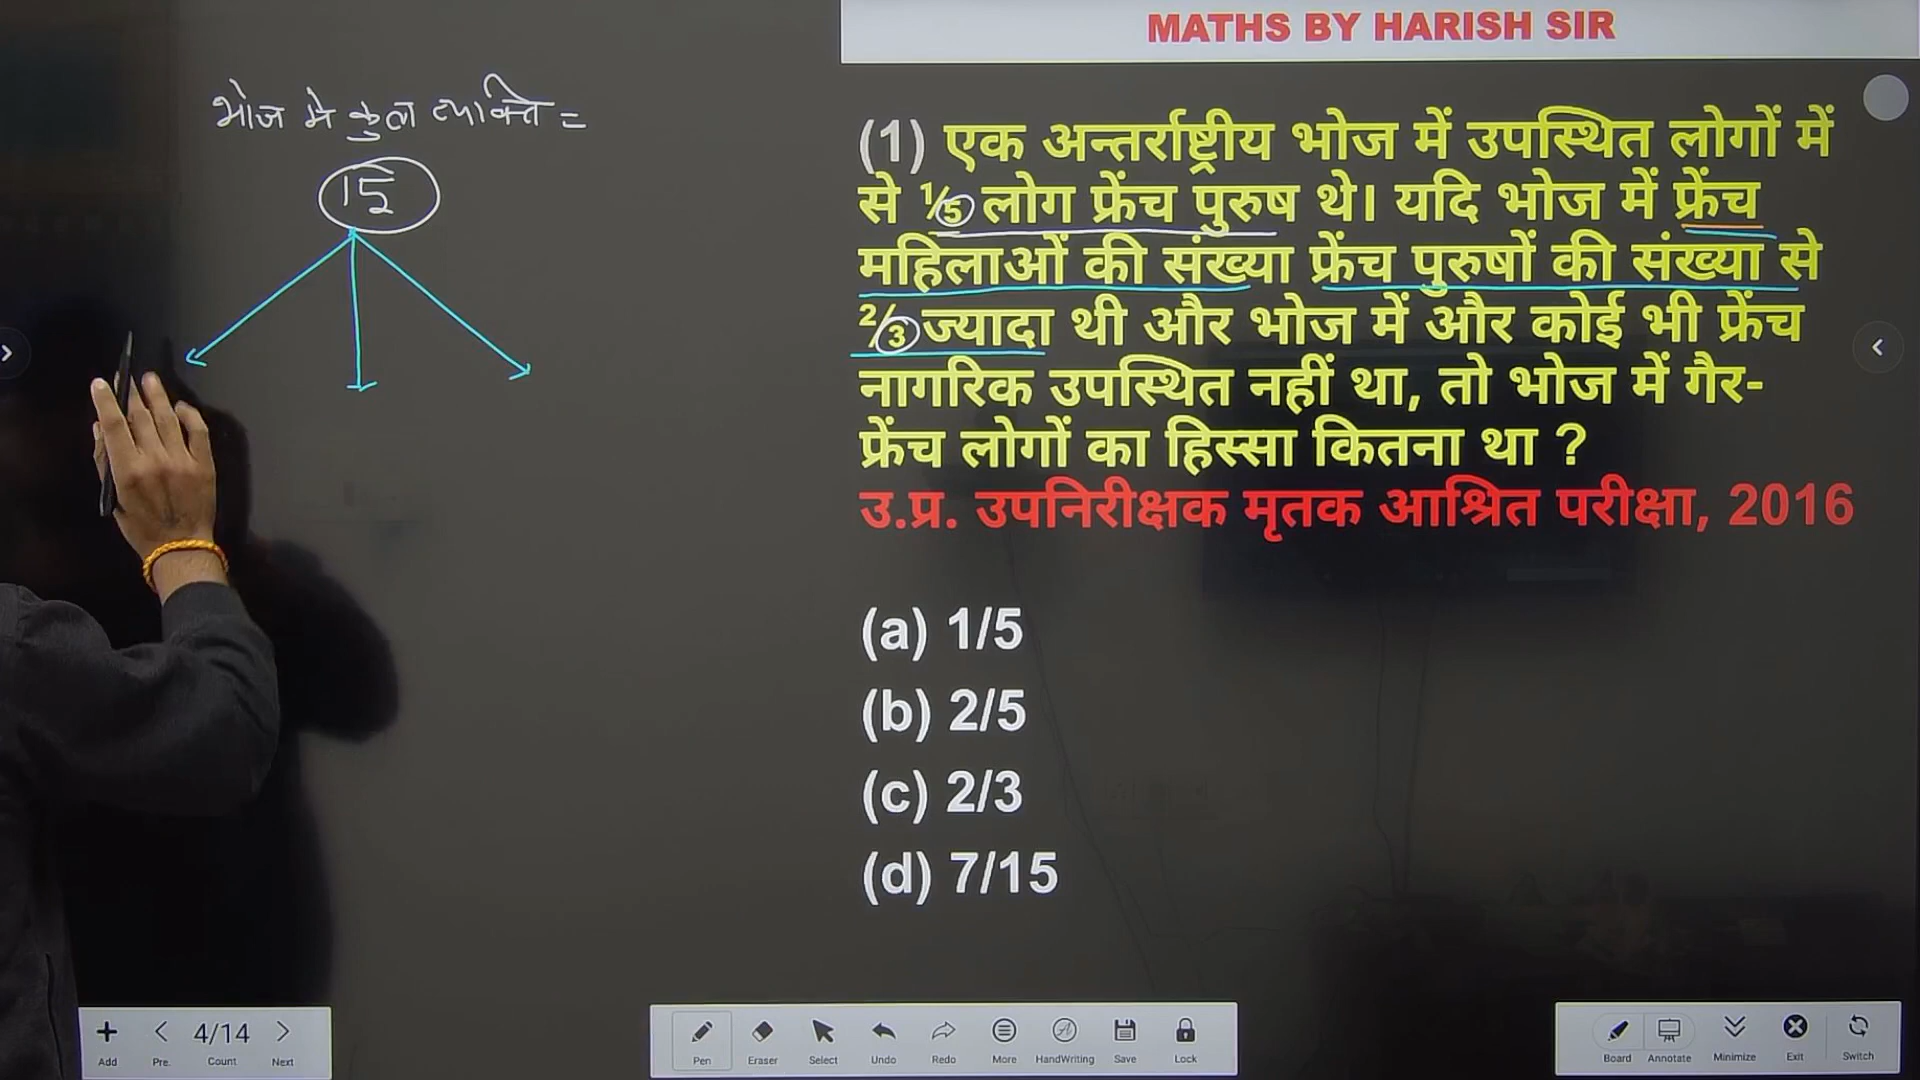 MATHS BY HARISH SIR
भोज में कुल व्यक्ति =
15
(1) एक अन्तर्राष्ट्रीय भोज में उपस्थित लोगों में
से 1/5 लोग फ्रेंच पुरुष थे। यदि भोज में फ्रेंच
महिलाओं की संख्या फ्रेंच पुरुषों की संख्या से
2/3 ज्यादा थी और भोज में और कोई भी फ्रेंच
नागरिक उपस्थित नहीं था, तो भोज में गैर-
फ्रेंच लोगों का हिस्सा कितना था ?
उ.प्र. उपनिरीक्षक मृतक आश्रित परीक्षा, 2016
(a) 1/5
(b) 2/5
(c) 2/3
(d) 7/15
4/14
Add Pre. Count Next
Pen Eraser Select Undo Redo More HandWriting Save Lock
Board Annotate Minimize Exit Switch